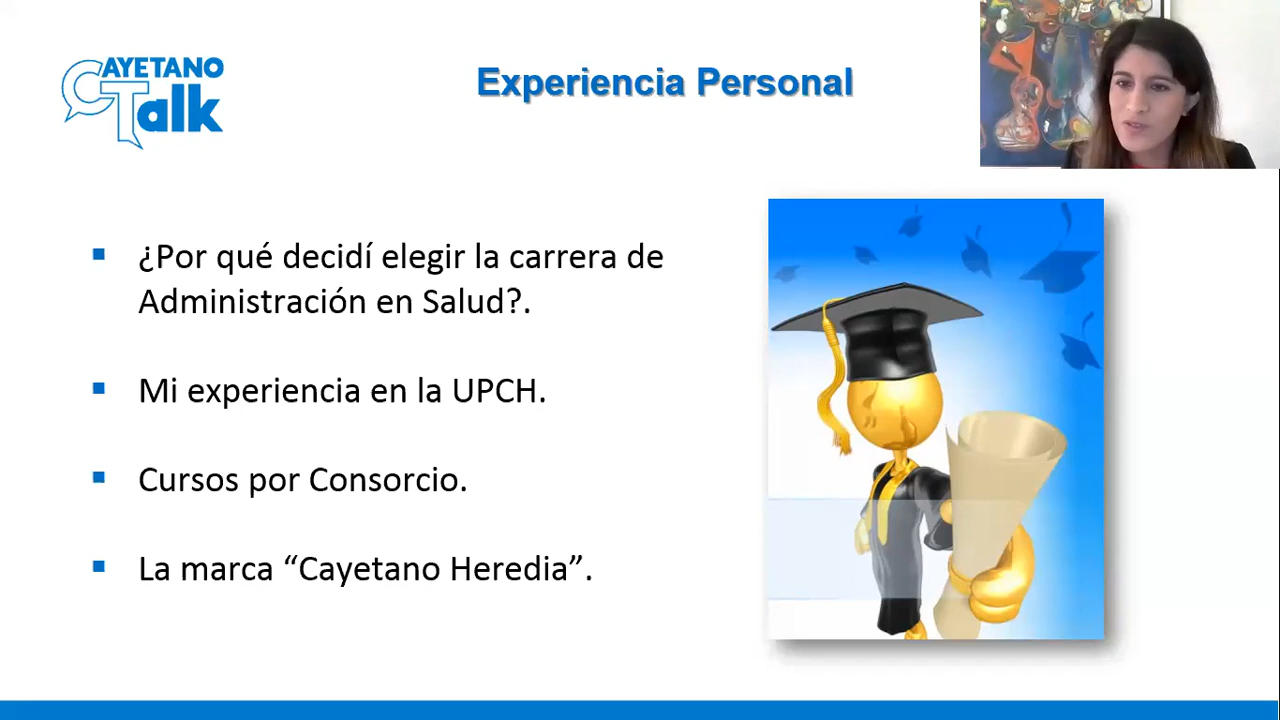 CAYETANO
Talk
Experiencia Personal
¿Por qué decidí elegir la carrera de
Administración en Salud?.
Mi experiencia en la UPCH.
Cursos por Consorcio.
La marca “Cayetano Heredia”.